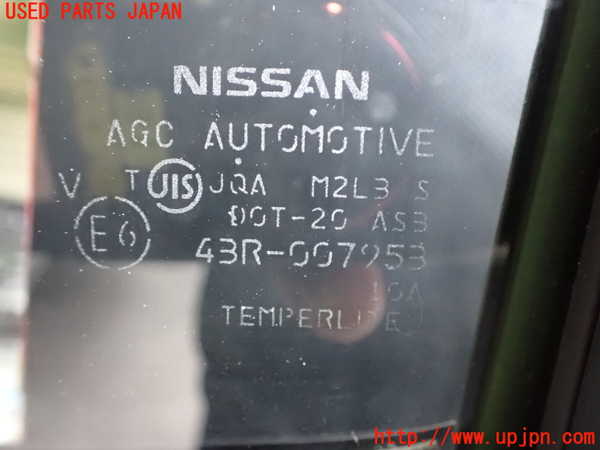 USED PARTS JAPAN
NISSAN
AGC AUTOMOTIVE
V T JIS JQA M2L3 S
DOT-20 AS3
E6 43R-007953
TEMPERLITE
http://www.upjpn.com/